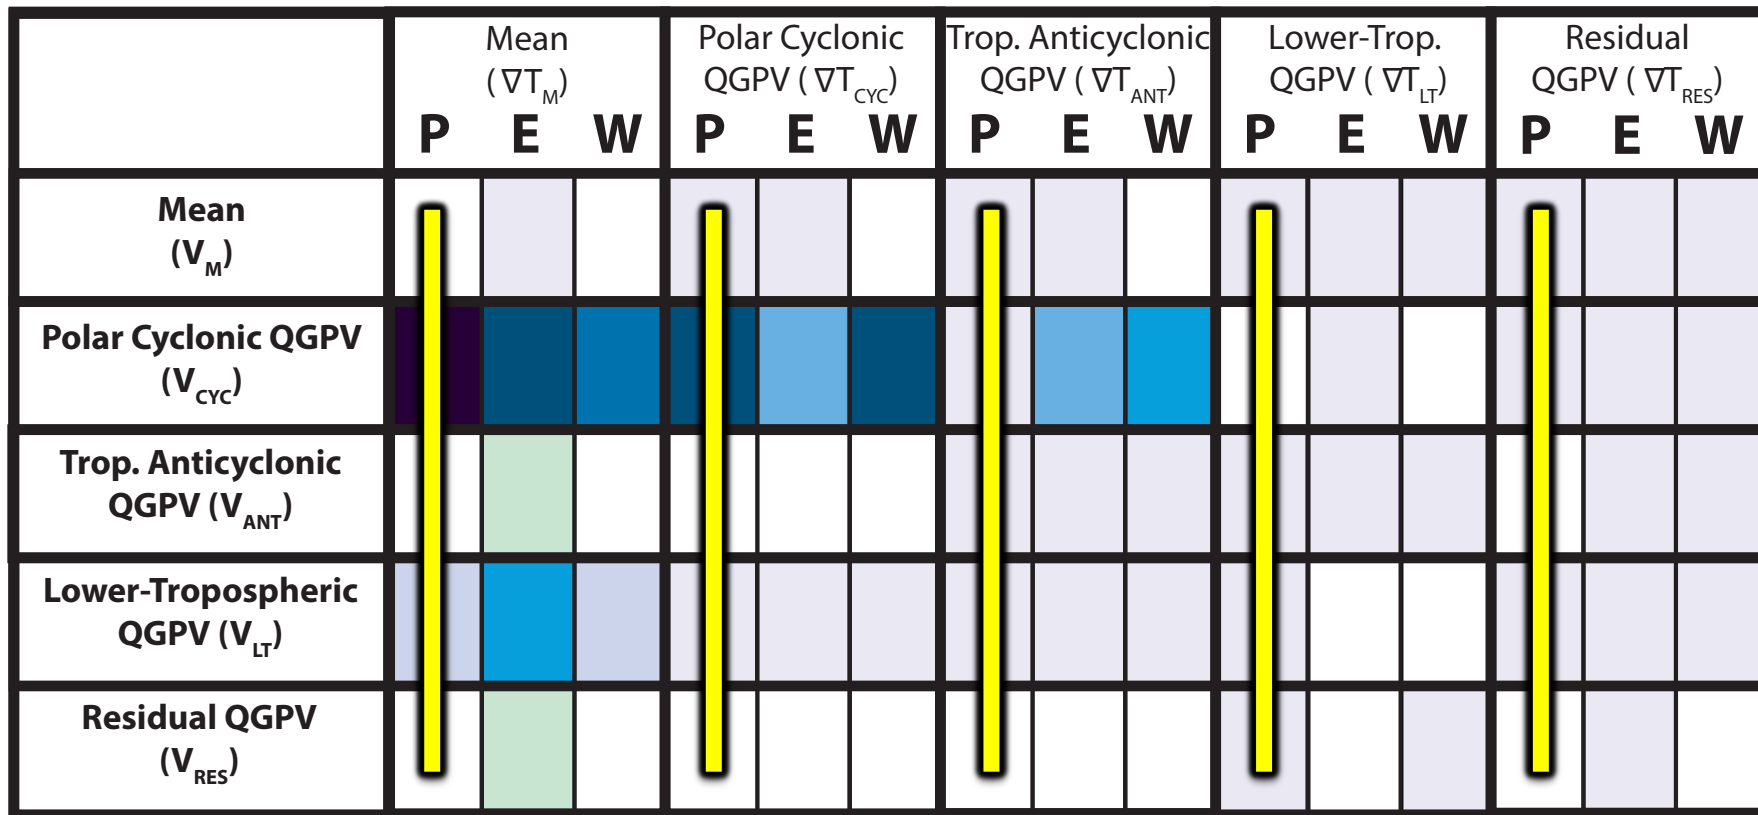 Mean
(∇T_M)
P E W
Polar Cyclonic
QGPV (∇T_CYC)
P E W
Trop. Anticyclonic
QGPV (∇T_ANT)
P E W
Lower-Trop.
QGPV (∇T_LT)
P E W
Residual
QGPV (∇T_RES)
P E W
Mean
(V_M)
Polar Cyclonic QGPV
(V_CYC)
Trop. Anticyclonic
QGPV (V_ANT)
Lower-Tropospheric
QGPV (V_LT)
Residual QGPV
(V_RES)